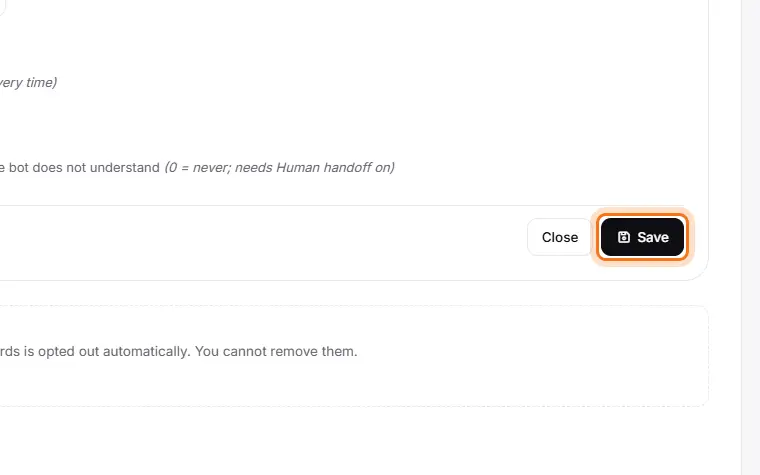 very time)
e bot does not understand (0 = never; needs Human handoff on)
Close
Save
rds is opted out automatically. You cannot remove them.